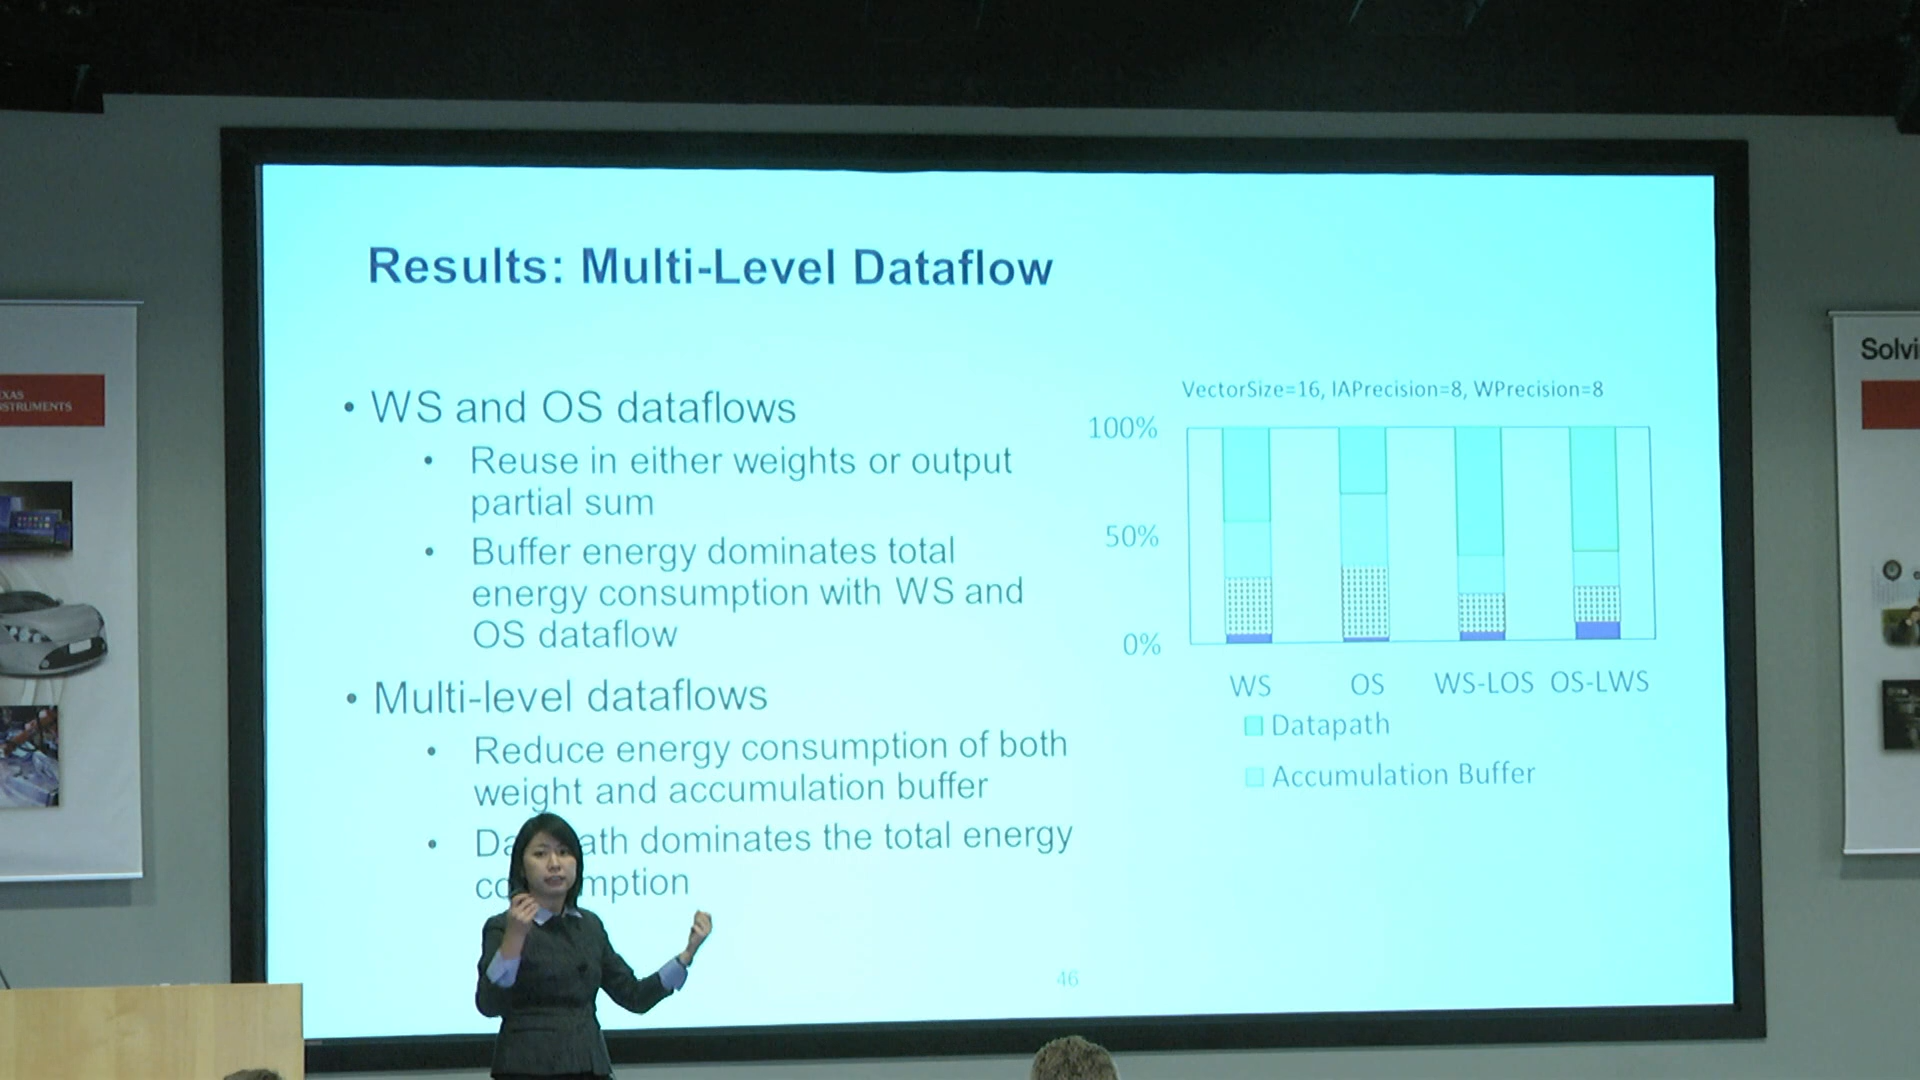 Results: Multi-Level Dataflow
• WS and OS dataflows
• Reuse in either weights or output
partial sum
• Buffer energy dominates total
energy consumption with WS and
OS dataflow
• Multi-level dataflows
• Reduce energy consumption of both
weight and accumulation buffer
• ath dominates the total energy
mption
VectorSize=16, IAPrecision=8, WPrecision=8
100%
50%
0%
WS OS WS-LOS OS-LWS
Datapath
Accumulation Buffer
46
EXAS
NSTRUMENTS
Solvi